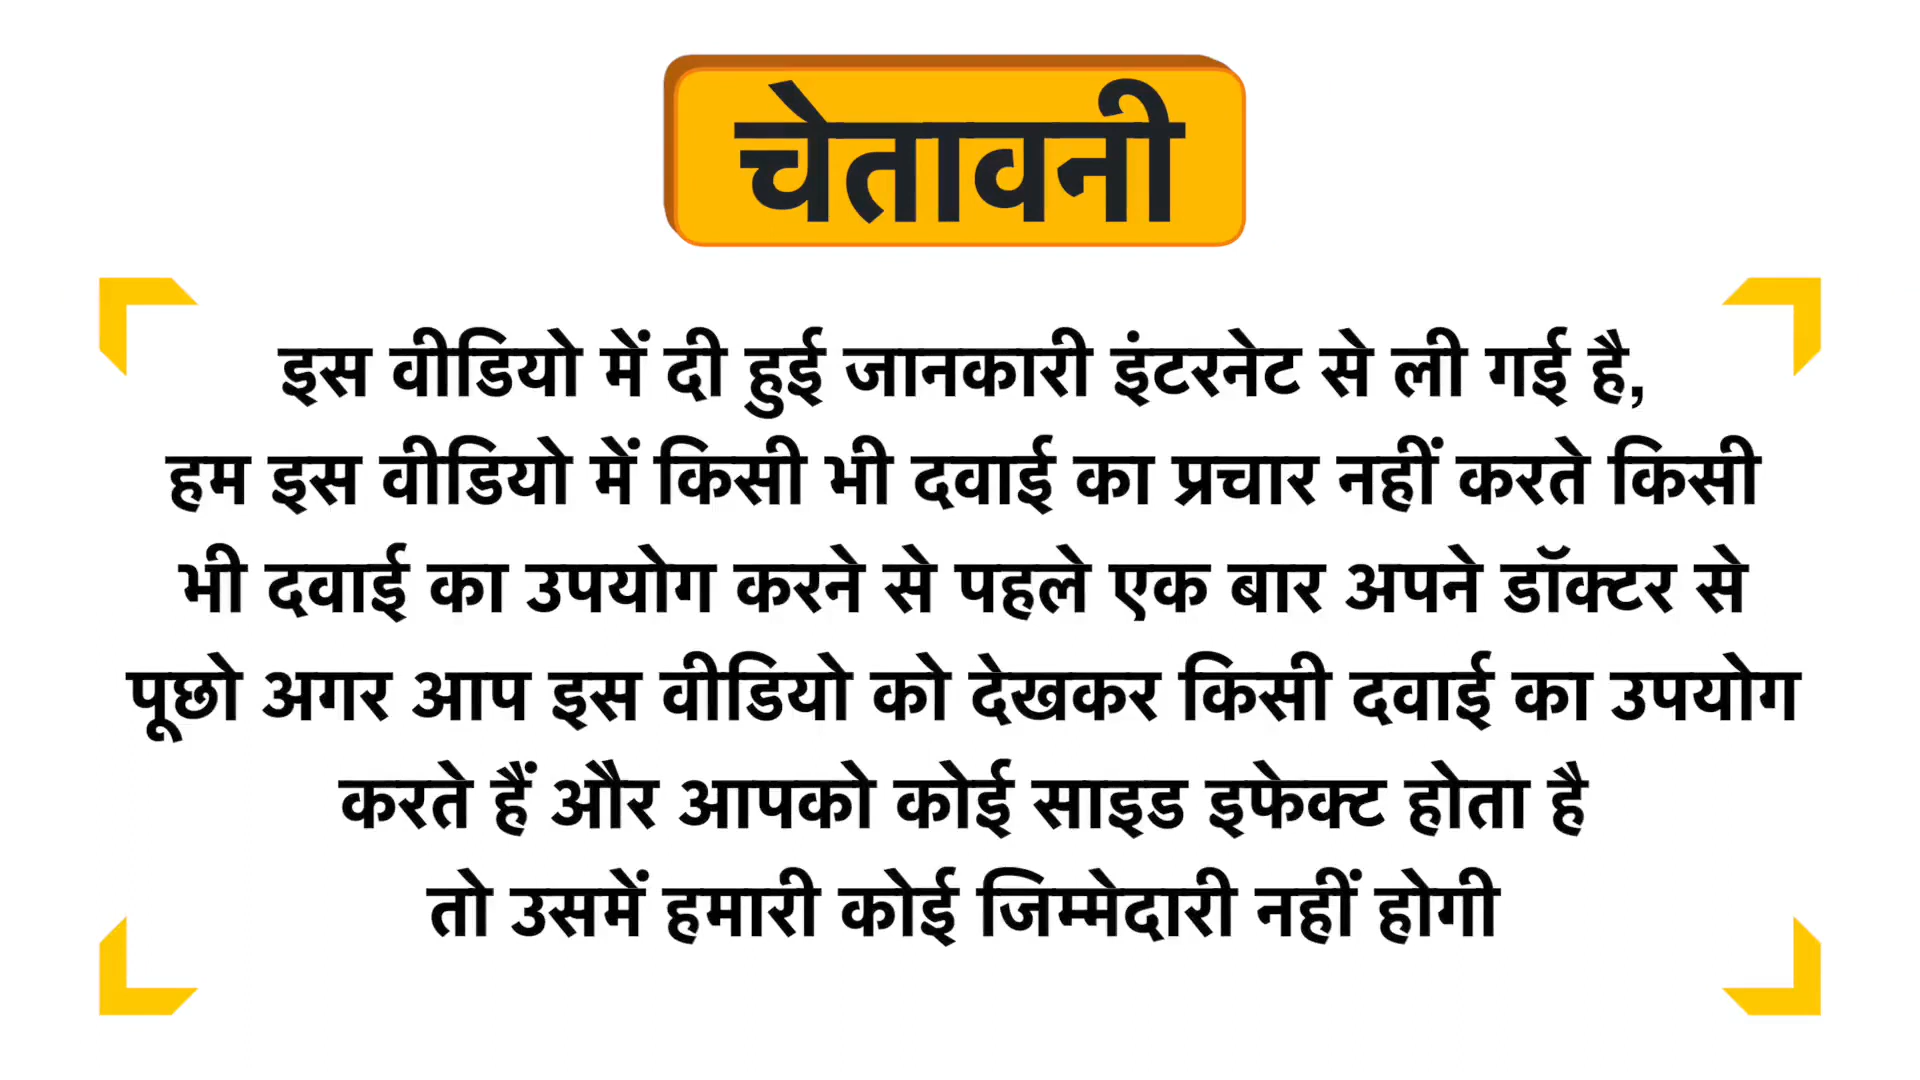 चेतावनी
इस वीडियो में दी हुई जानकारी इंटरनेट से ली गई है,
हम इस वीडियो में किसी भी दवाई का प्रचार नहीं करते किसी
भी दवाई का उपयोग करने से पहले एक बार अपने डॉक्टर से
पूछो अगर आप इस वीडियो को देखकर किसी दवाई का उपयोग
करते हैं और आपको कोई साइड इफेक्ट होता है
तो उसमें हमारी कोई जिम्मेदारी नहीं होगी